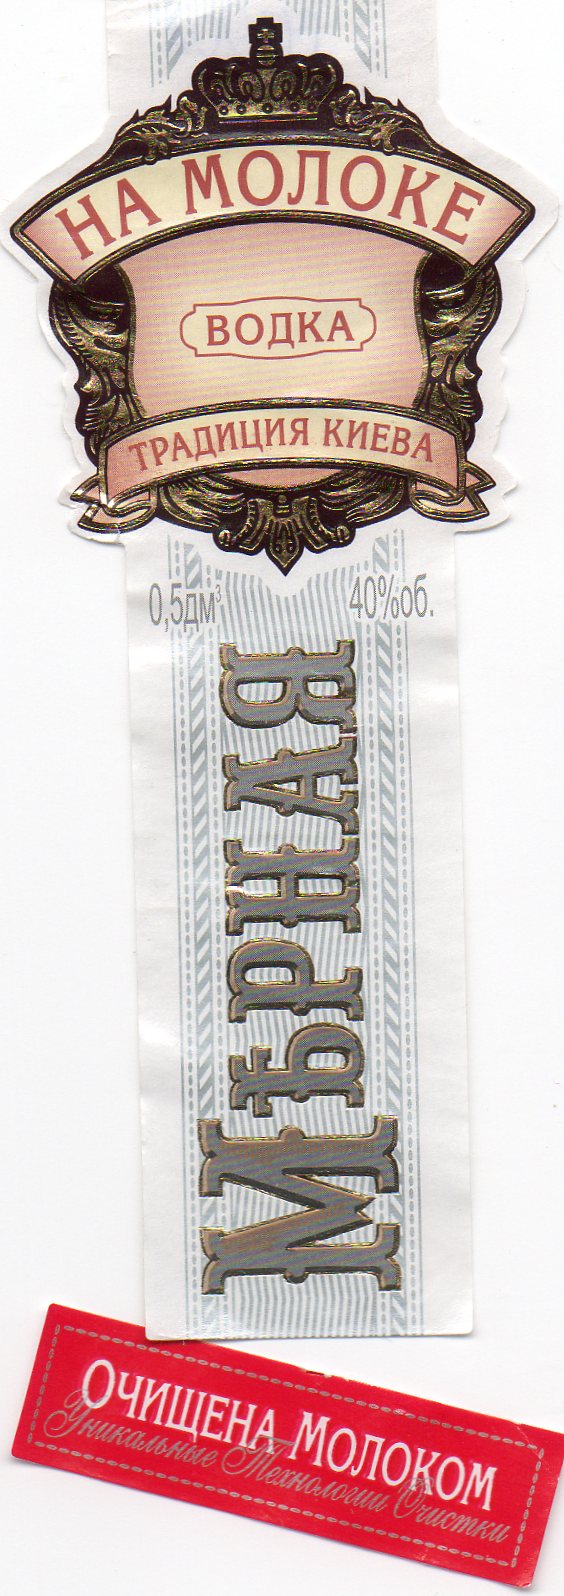 НА МОЛОКЕ
ВОДКА
ТРАДИЦИЯ КИЕВА
0,5дм³ 40%об.
МѢРНАЯ
ОЧИЩЕНА МОЛОКОМ
Уникальные Технологии Очистки